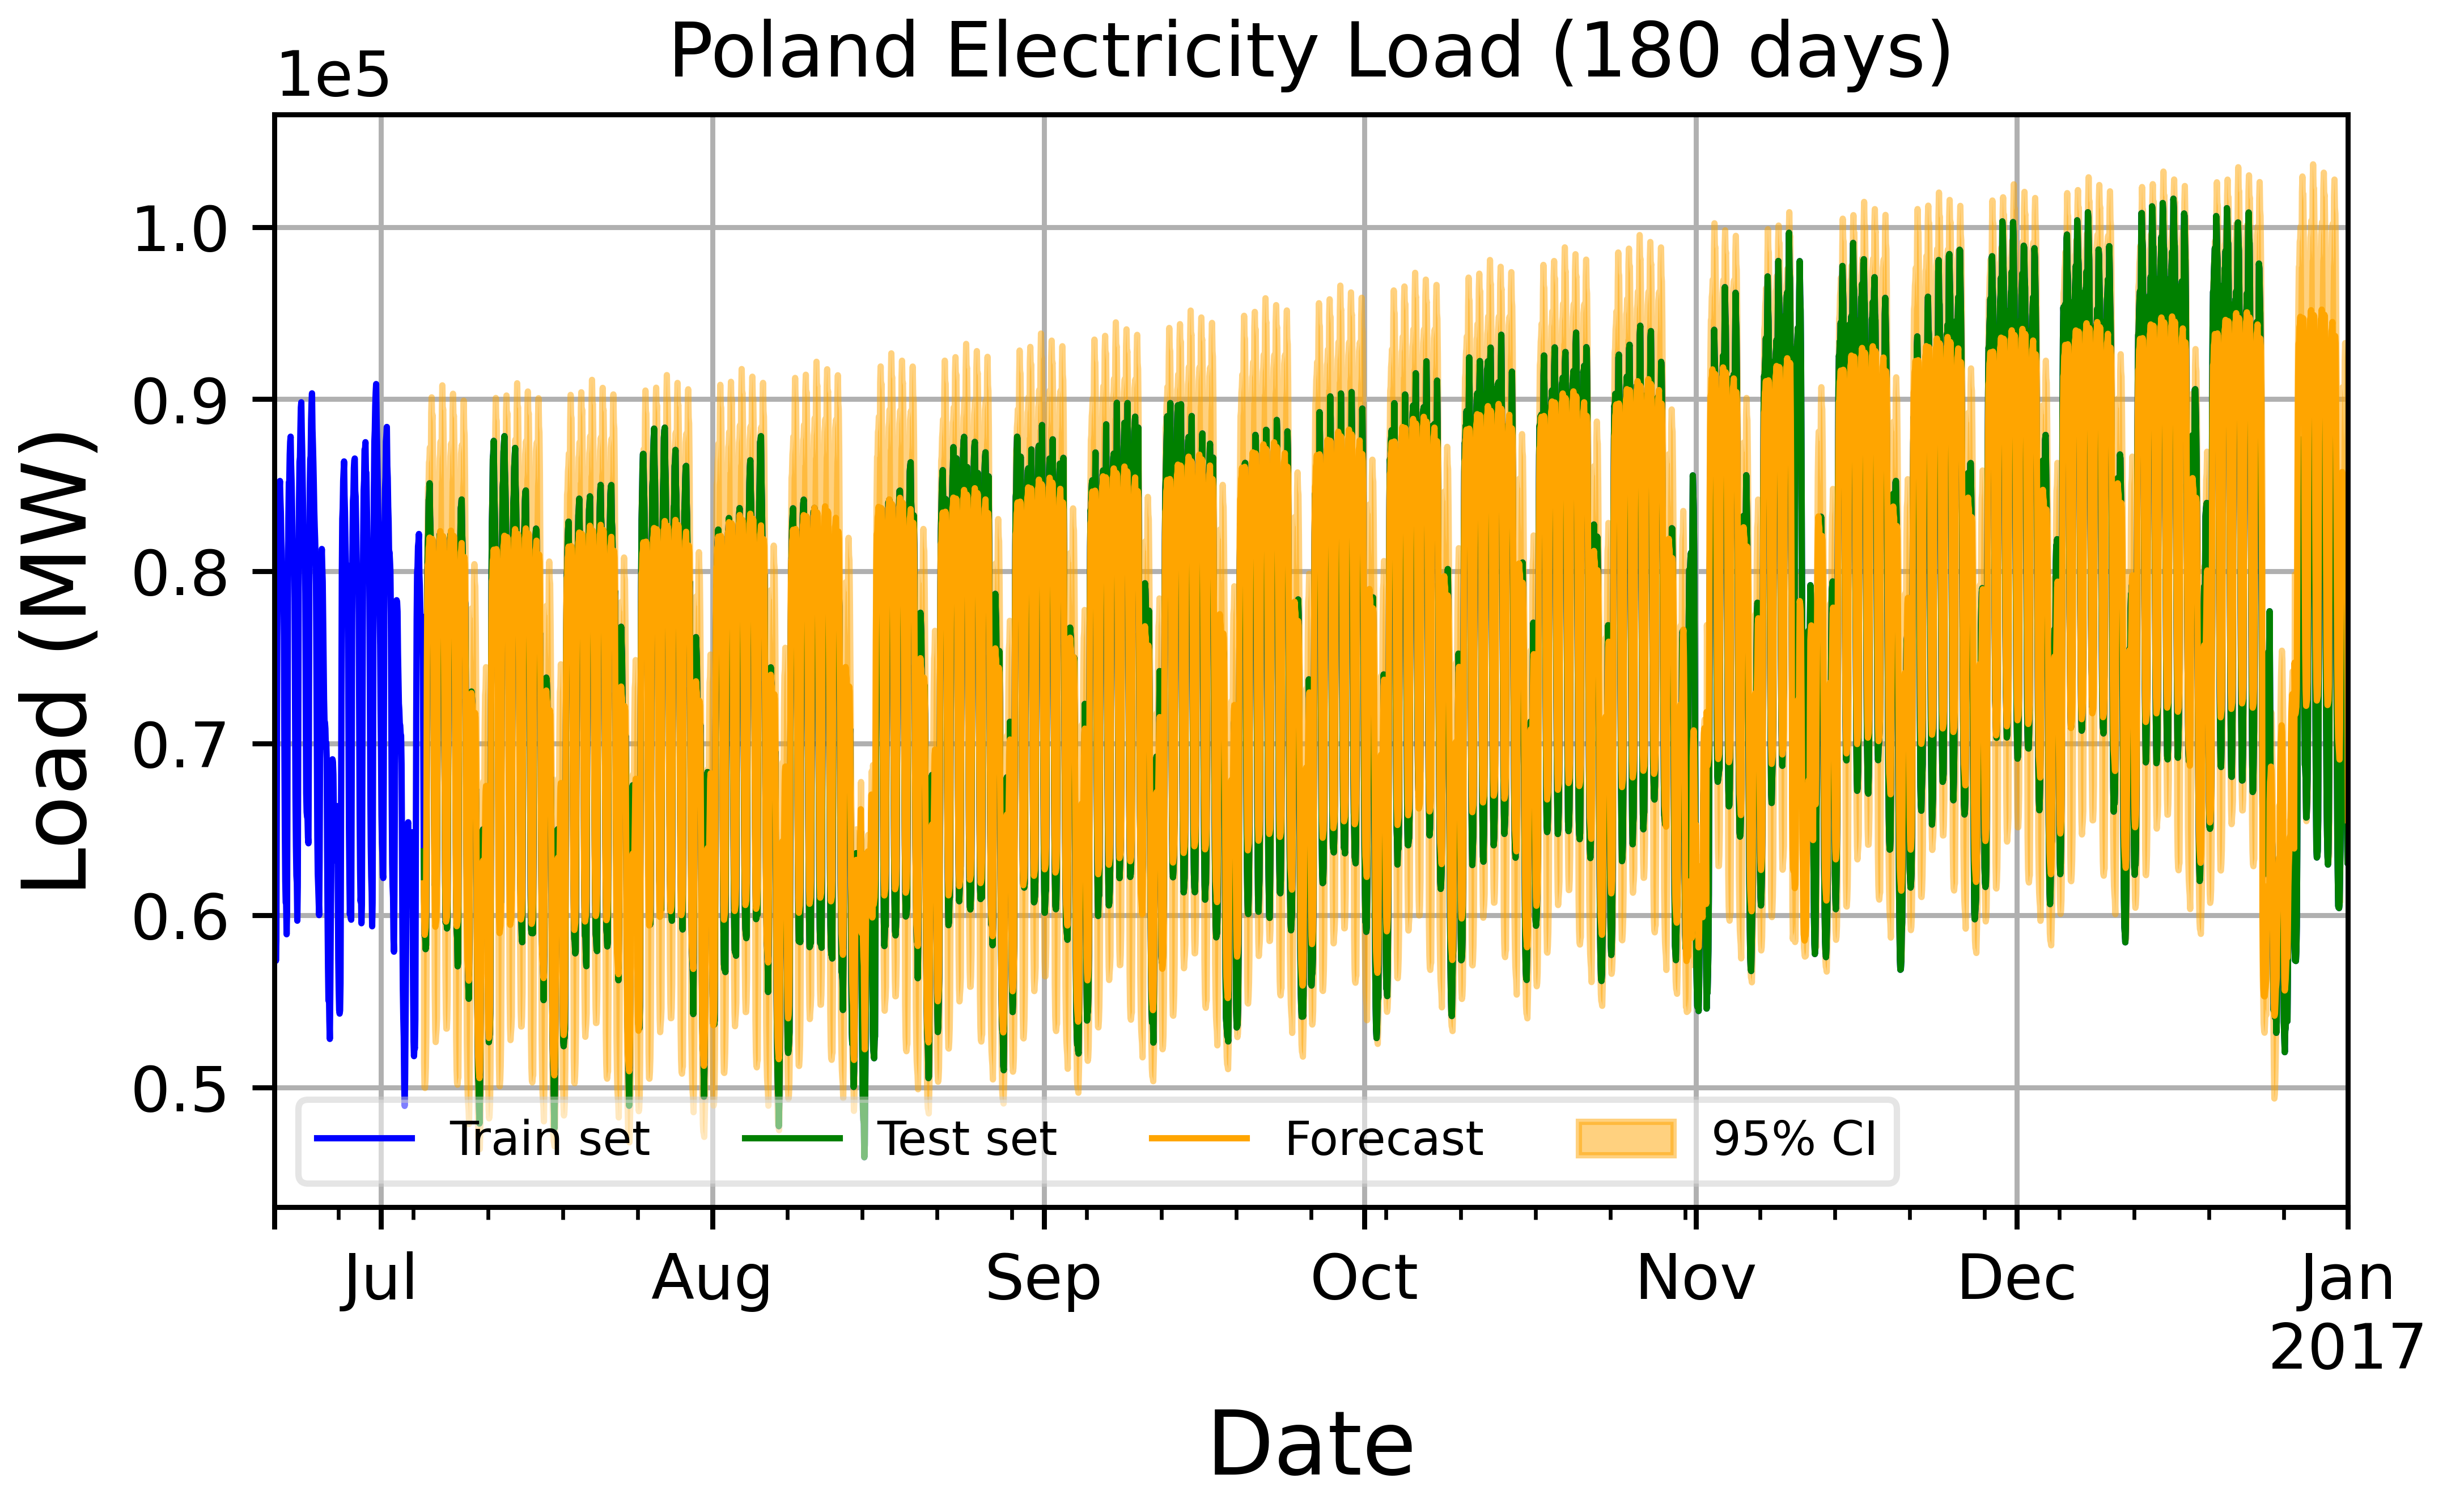 Poland Electricity Load (180 days)
1e5
1.0
0.9
0.8
0.7
0.6
0.5
Load (MW)
Train set
Test set
Forecast
95% CI
Jul
Aug
Sep
Oct
Nov
Dec
Jan
2017
Date